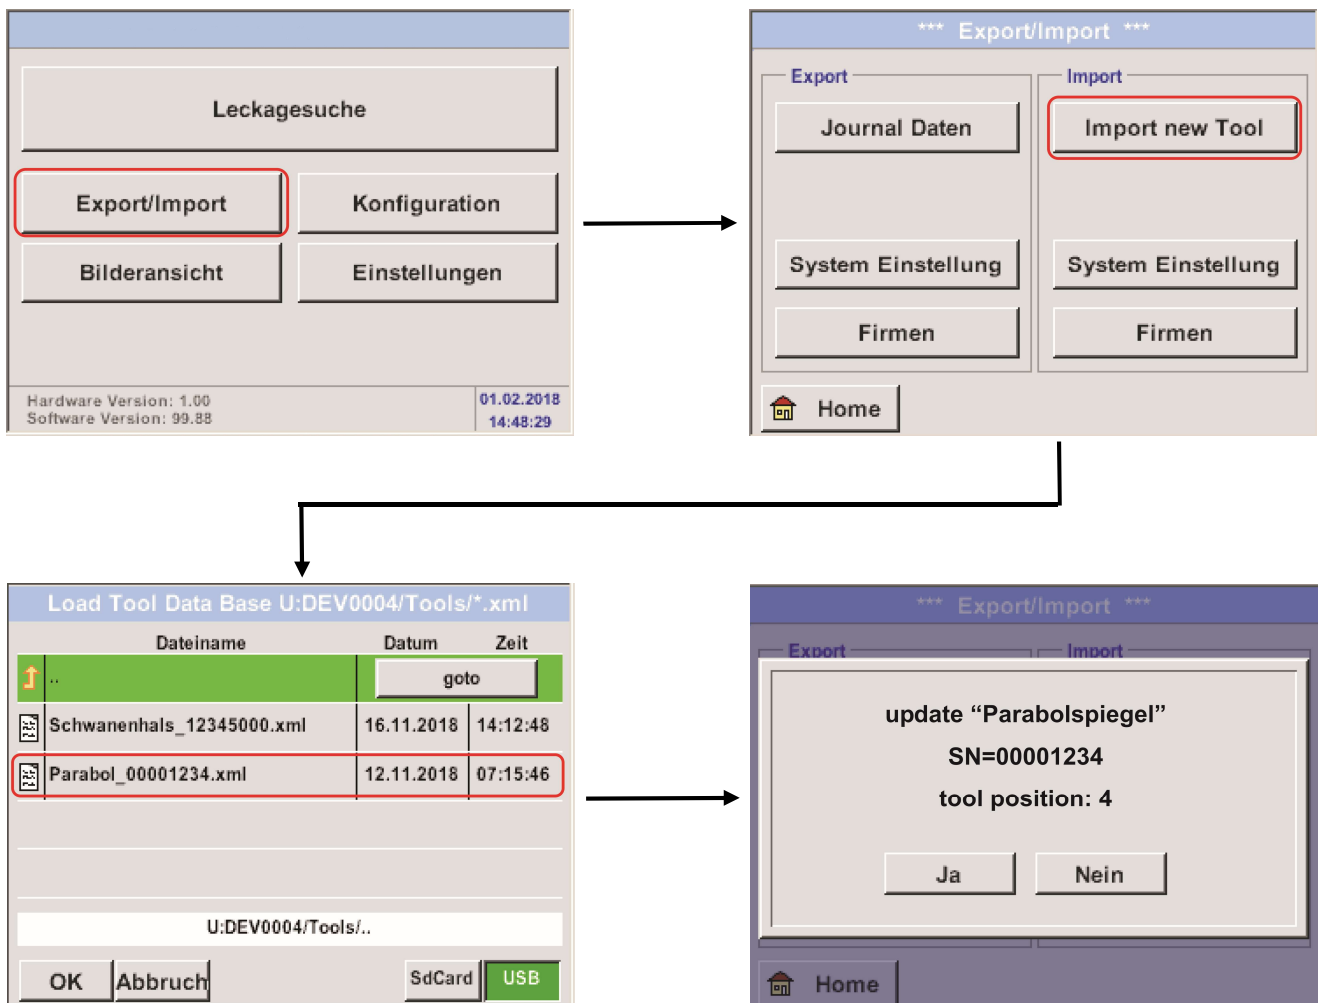 Leckagesuche
Export/Import
Konfiguration
Bilderansicht
Einstellungen
Hardware Version: 1.00
Software Version: 99.88
01.02.2018
14:48:29
*** Export/Import ***
Export
Import
Journal Daten
Import new Tool
System Einstellung
System Einstellung
Firmen
Firmen
Home
Load Tool Data Base U:DEV0004/Tools/*.xml
Dateiname Datum Zeit
.. goto
Schwanenhals_12345000.xml 16.11.2018 14:12:48
Parabol_00001234.xml 12.11.2018 07:15:46
U:DEV0004/Tools/..
OK Abbruch SdCard USB
*** Export/Import ***
Export Import
update “Parabolspiegel”
SN=00001234
tool position: 4
Ja Nein
Home